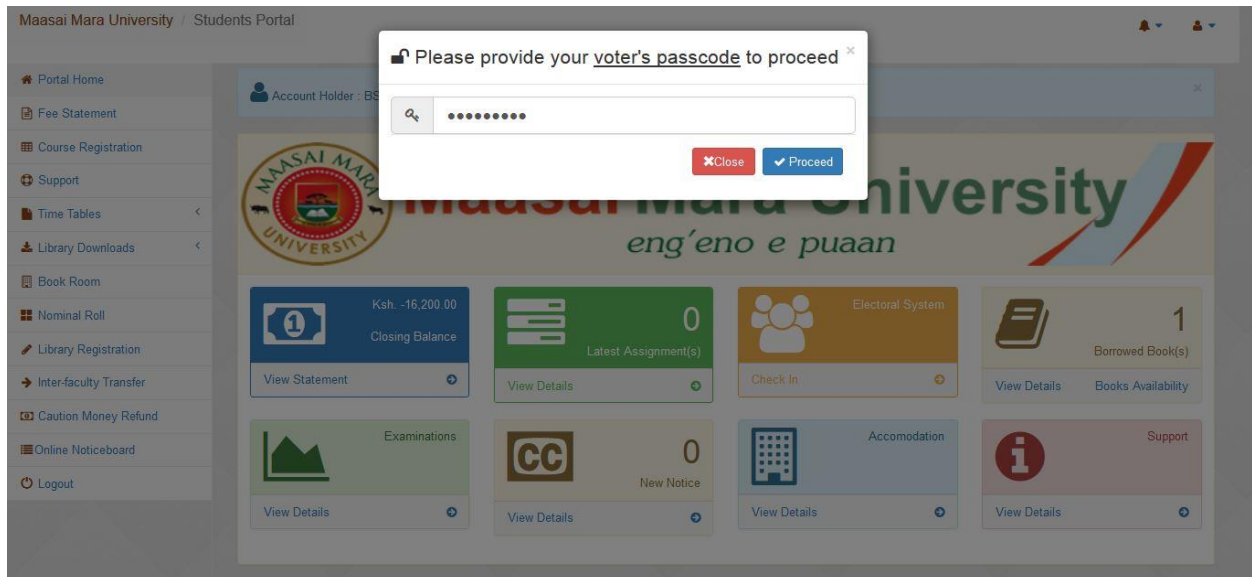 Maasai Mara University / Students Portal
Please provide your voter's passcode to proceed ×
•••••••••
Close
Proceed
Portal Home
Fee Statement
Course Registration
Support
Time Tables
Library Downloads
Book Room
Nominal Roll
Library Registration
Inter-faculty Transfer
Caution Money Refund
Online Noticeboard
Logout
Account Holder : BS
×
MAASAI MARA
UNIVERSITY
Maasai Mara University
eng'eno e puaan
Ksh. -16,200.00
Closing Balance
View Statement
0
Latest Assignment(s)
View Details
Electoral System
Check In
1
Borrowed Book(s)
View Details Books Availability
Examinations
View Details
CC
0
New Notice
View Details
Accomodation
View Details
Support
View Details